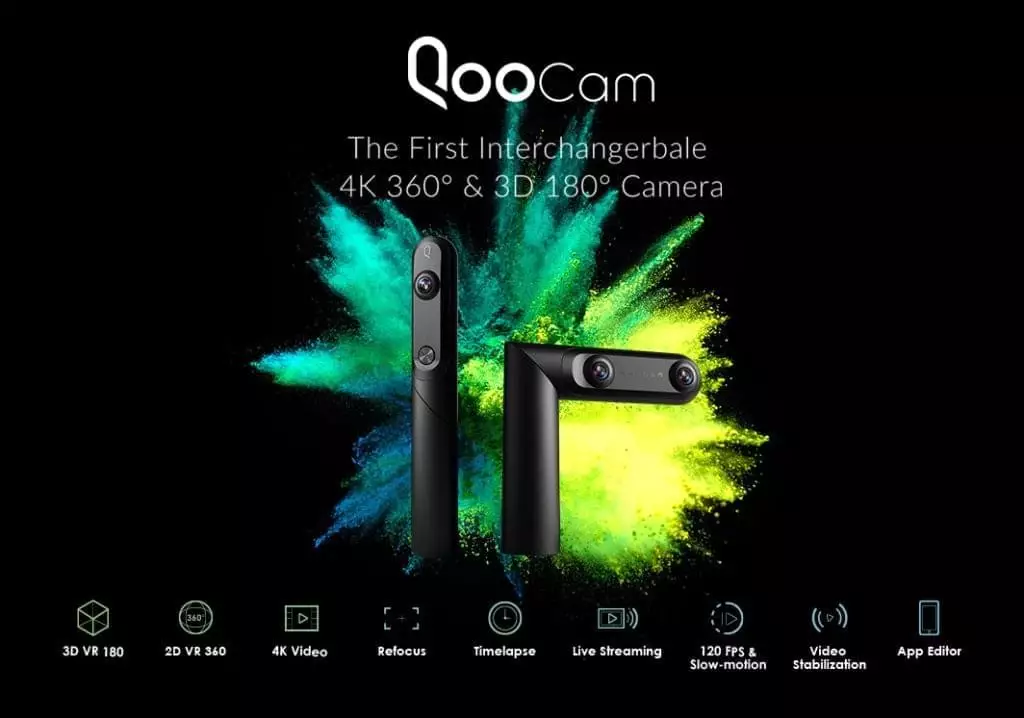 QooCam
The First Interchangerbale
4K 360° & 3D 180° Camera
360°
3D VR 180
2D VR 360
4K Video
Refocus
Timelapse
Live Streaming
120 FPS &
Slow-motion
Video
Stabilization
App Editor